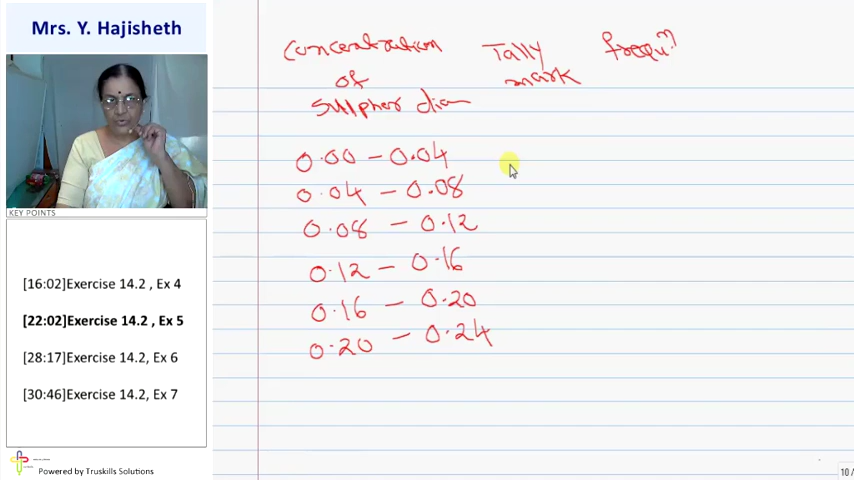 Mrs. Y. Hajisheth
KEY POINTS
[16:02]Exercise 14.2 , Ex 4
[22:02]Exercise 14.2 , Ex 5
[28:17]Exercise 14.2, Ex 6
[30:46]Exercise 14.2, Ex 7
Powered by Truskills Solutions
Concentration Tally
of mark
Sulpher
0.00 - 0.04
0.04 - 0.08
0.08 - 0.12
0.12 - 0.16
0.16 - 0.20
0.20 - 0.24
10/